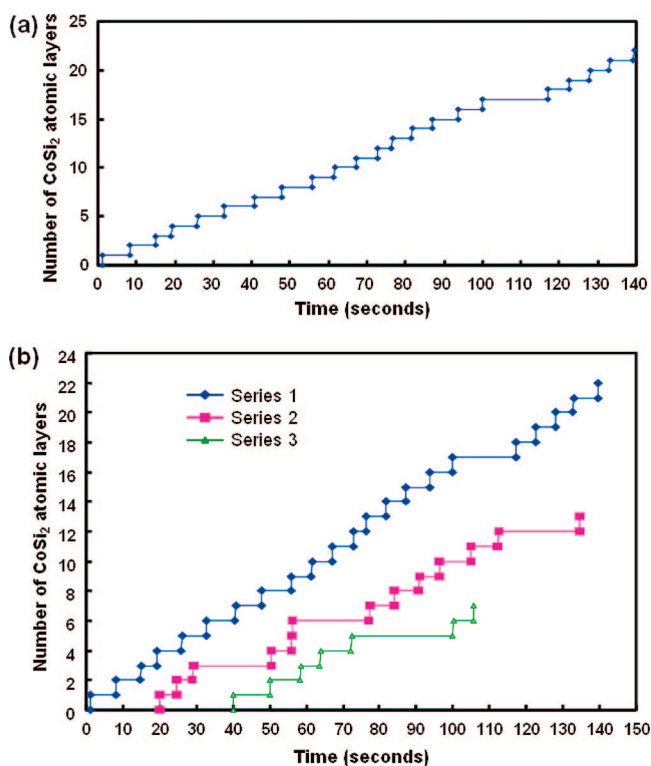 (a)
Number of CoSi₂ atomic layers
25
20
15
10
5
0
0 10 20 30 40 50 60 70 80 90 100 110 120 130 140
Time (seconds)
(b)
Number of CoSi₂ atomic layers
24
22
20
18
16
14
12
10
8
6
4
2
0
Series 1
Series 2
Series 3
0 10 20 30 40 50 60 70 80 90 100 110 120 130 140 150
Time (seconds)